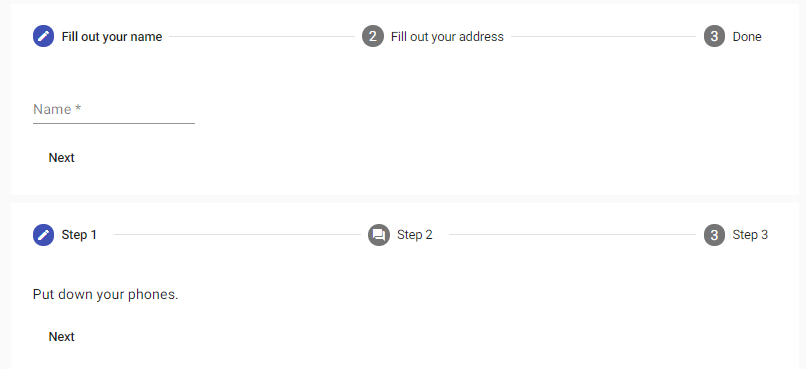 Fill out your name 2 Fill out your address 3 Done
Name *
Next
Step 1 Step 2 3 Step 3
Put down your phones.
Next